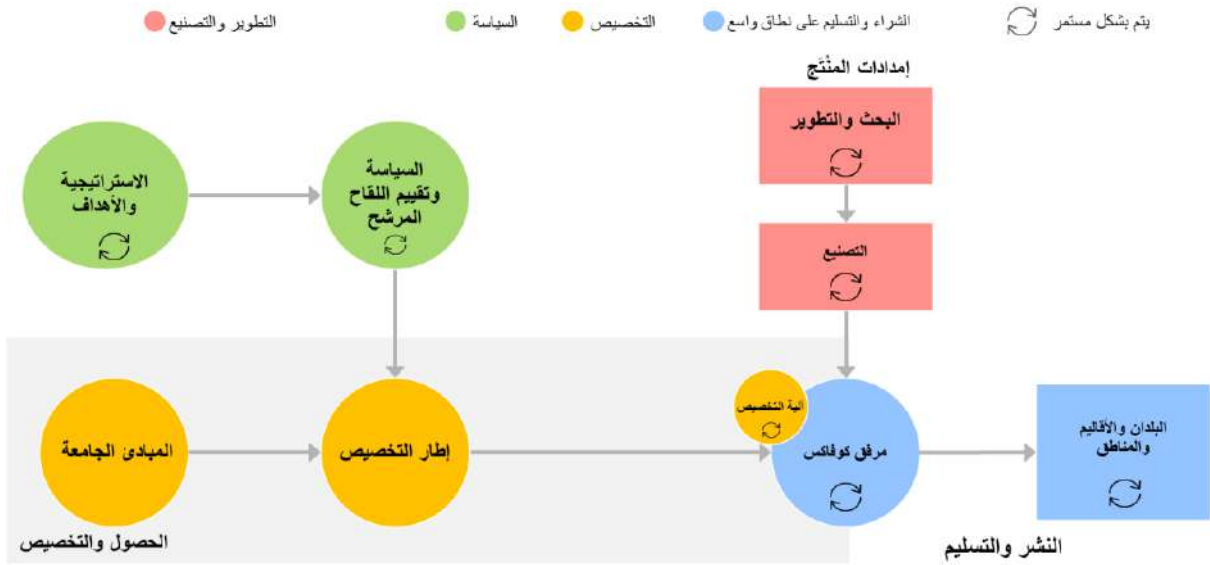 يتم بشكل مستمر
الشراء والتسليم على نطاق واسع
التخصيص
السياسة
التطوير والتصنيع
إمدادات المنْتَج
البحث والتطوير
السياسة
وتقييم اللقاح
المرشح
الاستراتيجية
والأهداف
التصنيع
آلية التخصيص
مرفق كوفاكس
البلدان والأقاليم
والمناطق
إطار التخصيص
المبادئ الجامعة
النشر والتسليم
الحصول والتخصيص